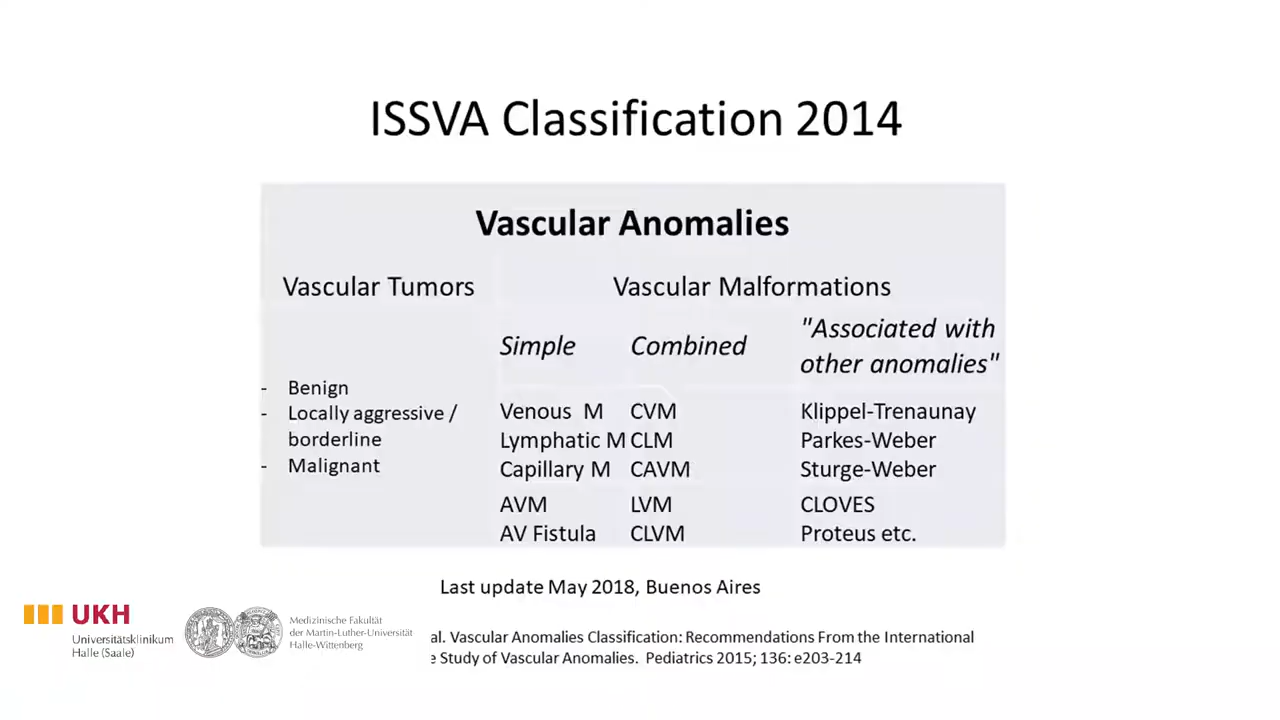 ISSVA Classification 2014
Vascular Anomalies
Vascular Tumors
Vascular Malformations
Simple
Combined
"Associated with
other anomalies"
- Benign
- Locally aggressive /
borderline
- Malignant
Venous M
Lymphatic M
Capillary M
AVM
AV Fistula
CVM
CLM
CAVM
LVM
CLVM
Klippel-Trenaunay
Parkes-Weber
Sturge-Weber
CLOVES
Proteus etc.
Last update May 2018, Buenos Aires
UKH
Universitätsklinikum
Halle (Saale)
Medizinische Fakultät
der Martin-Luther-Universität
Halle-Wittenberg
al. Vascular Anomalies Classification: Recommendations From the International
e Study of Vascular Anomalies. Pediatrics 2015; 136: e203-214